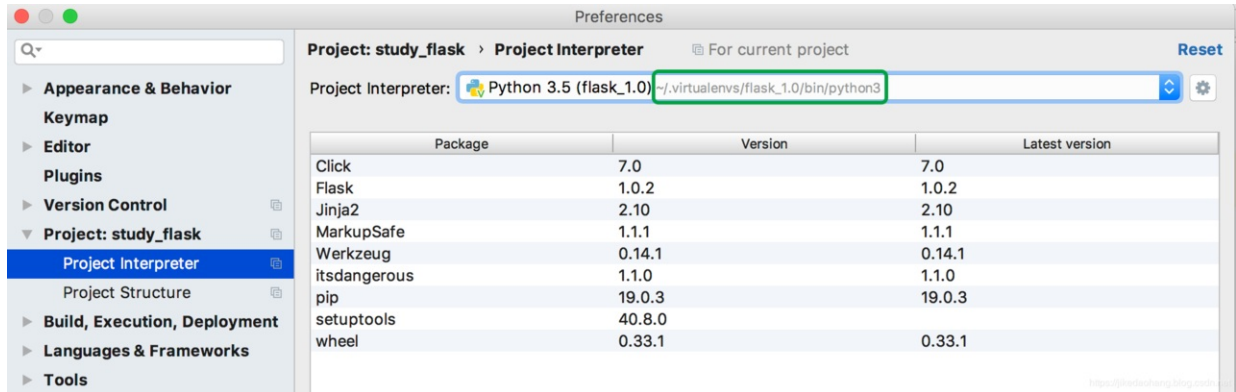 Preferences
Project: study_flask › Project Interpreter For current project Reset
Project Interpreter: Python 3.5 (flask_1.0) ~/.virtualenvs/flask_1.0/bin/python3
Appearance & Behavior
Keymap
Editor
Plugins
Version Control
Project: study_flask
Project Interpreter
Project Structure
Build, Execution, Deployment
Languages & Frameworks
Tools
Package Version Latest version
Click 7.0 7.0
Flask 1.0.2 1.0.2
Jinja2 2.10 2.10
MarkupSafe 1.1.1 1.1.1
Werkzeug 0.14.1 0.14.1
itsdangerous 1.1.0 1.1.0
pip 19.0.3 19.0.3
setuptools 40.8.0
wheel 0.33.1 0.33.1